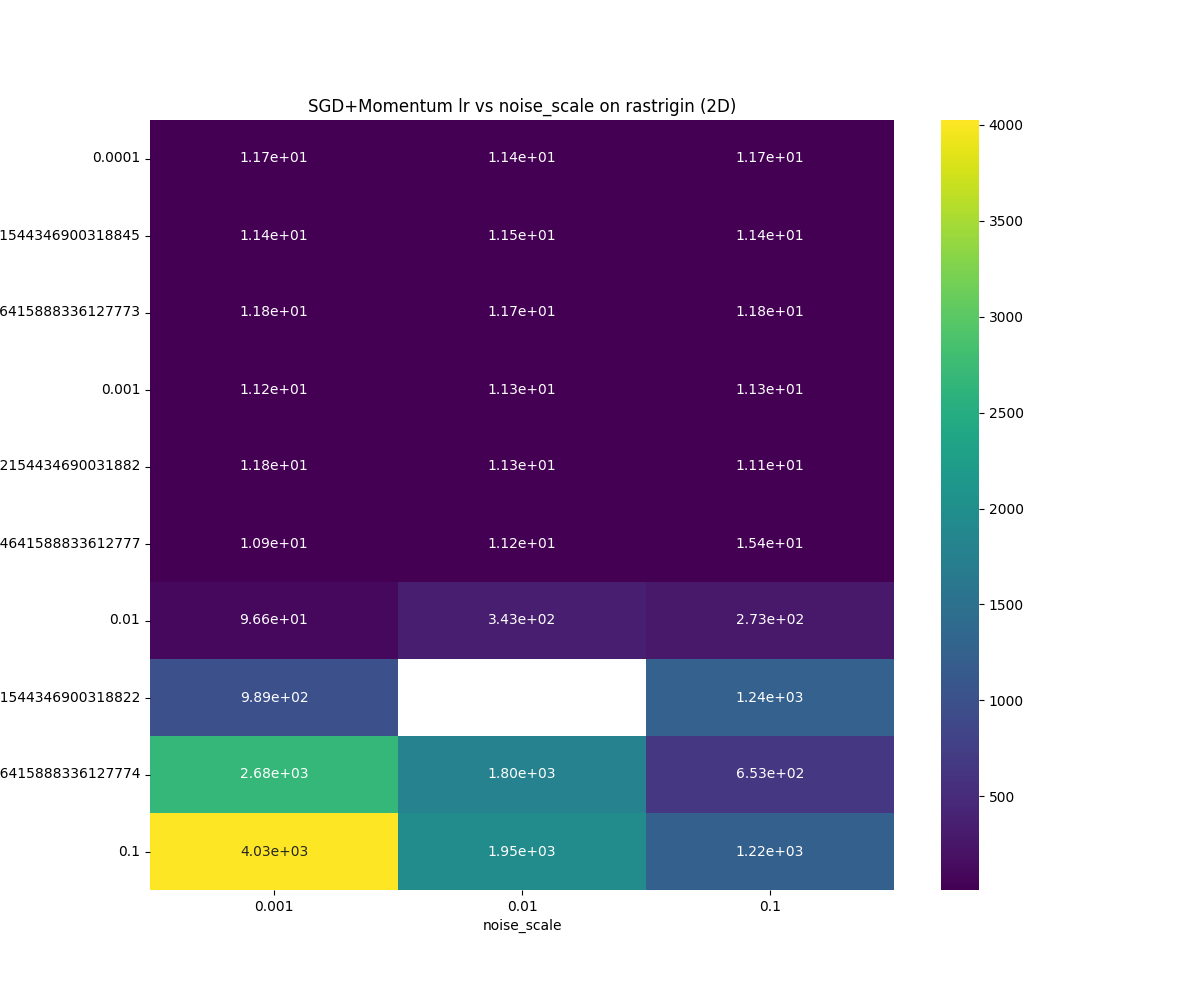 SGD+Momentum lr vs noise_scale on rastrigin (2D)
0.0001 1.17e+01 1.14e+01 1.17e+01
1544346900318845 1.14e+01 1.15e+01 1.14e+01
6415888336127773 1.18e+01 1.17e+01 1.18e+01
0.001 1.12e+01 1.13e+01 1.13e+01
2154434690031882 1.18e+01 1.13e+01 1.11e+01
4641588833612777 1.09e+01 1.12e+01 1.54e+01
0.01 9.66e+01 3.43e+02 2.73e+02
1544346900318822 9.89e+02 1.24e+03
6415888336127774 2.68e+03 1.80e+03 6.53e+02
0.1 4.03e+03 1.95e+03 1.22e+03
0.001 0.01 0.1
noise_scale
4000
3500
3000
2500
2000
1500
1000
500